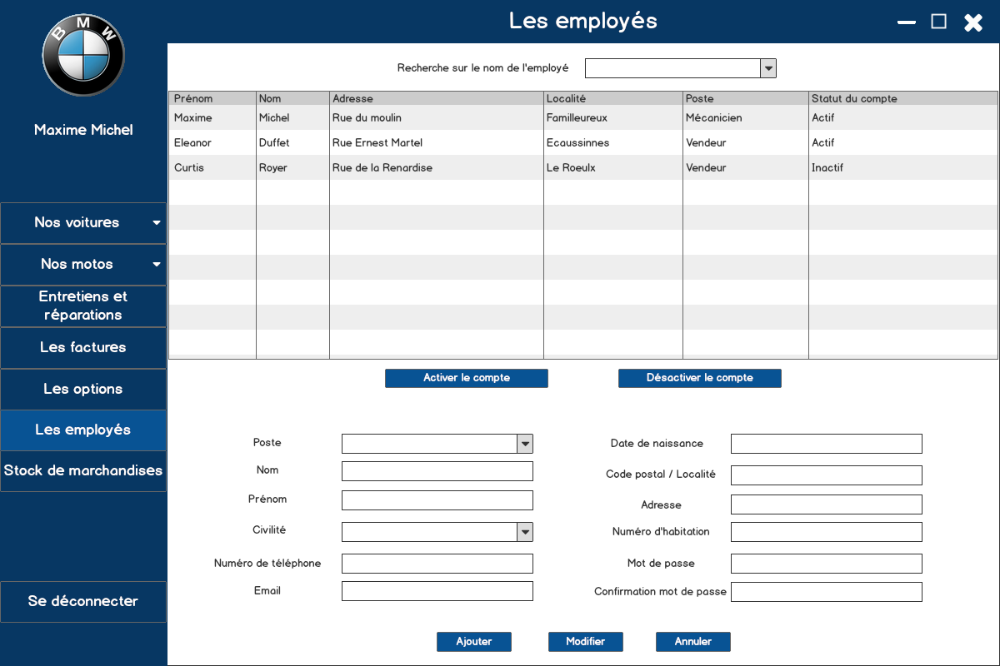 BMW
Les employés
Maxime Michel
Nos voitures
Nos motos
Entretiens et
réparations
Les factures
Les options
Les employés
Stock de marchandises
Se déconnecter
Recherche sur le nom de l'employé
Prénom Nom Adresse Localité Poste Statut du compte
Maxime Michel Rue du moulin Familleureux Mécanicien Actif
Eleanor Duffet Rue Ernest Martel Ecaussinnes Vendeur Actif
Curtis Royer Rue de la Renardise Le Roeulx Vendeur Inactif
Activer le compte Désactiver le compte
Poste Date de naissance
Nom Code postal / Localité
Prénom Adresse
Civilité Numéro d'habitation
Numéro de téléphone Mot de passe
Email Confirmation mot de passe
Ajouter Modifier Annuler